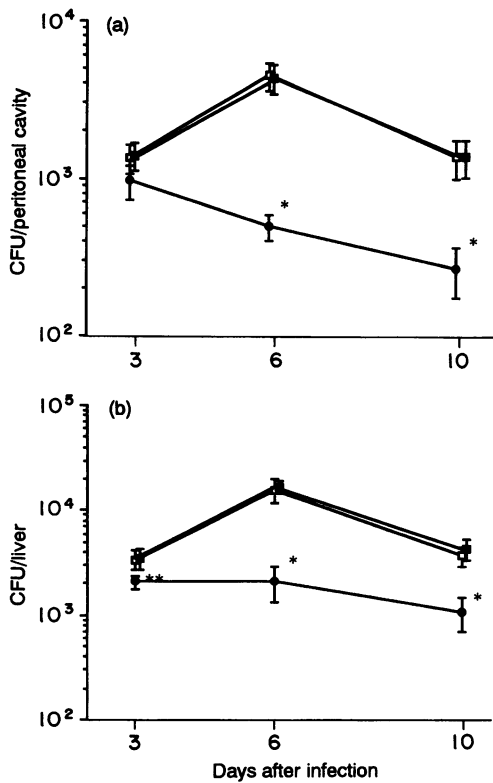 (a)
10⁴
10³
10²
CFU/peritoneal cavity
*
*
3 6 10
(b)
10⁵
10⁴
10³
10²
CFU/liver
**
*
*
3 6 10
Days after infection